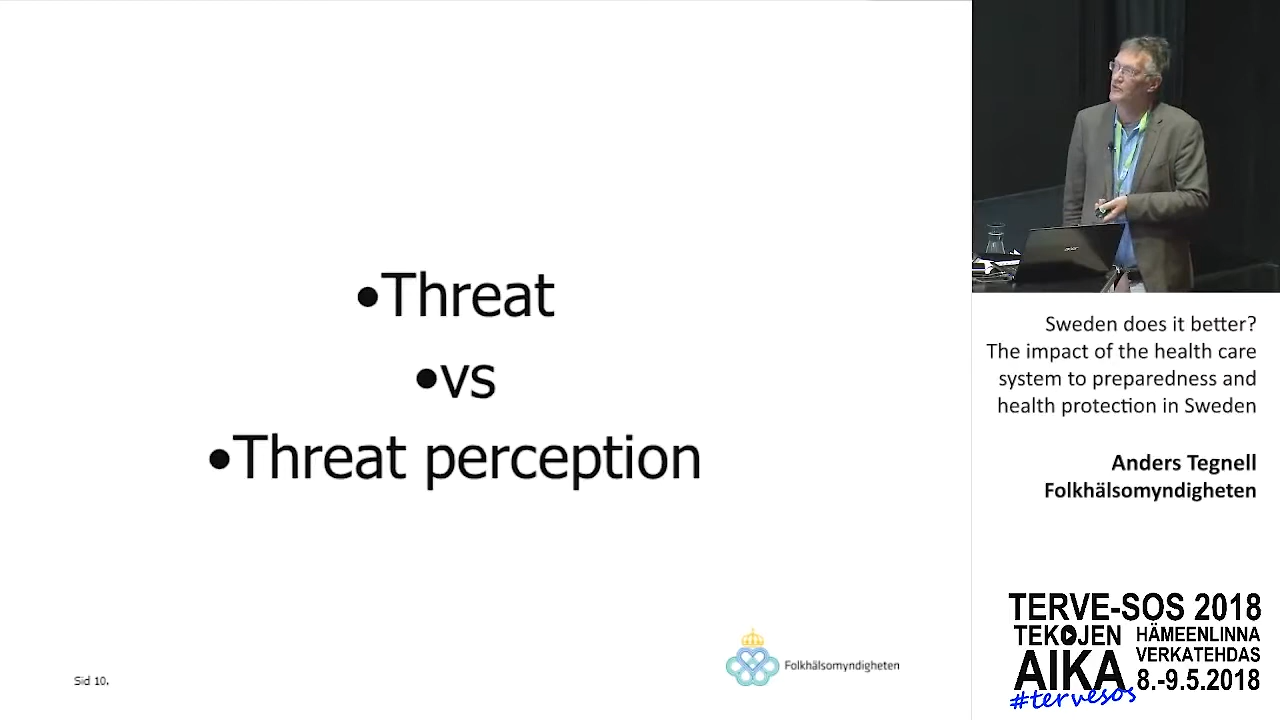 •Threat
•vs
•Threat perception
Sid 10.
Folkhälsomyndigheten
Sweden does it better?
The impact of the health care
system to preparedness and
health protection in Sweden
Anders Tegnell
Folkhälsomyndigheten
TERVE-SOS 2018
TEKOJEN
AIKA
HÄMEENLINNA
VERKATEHDAS
8.-9.5.2018
#tervesos